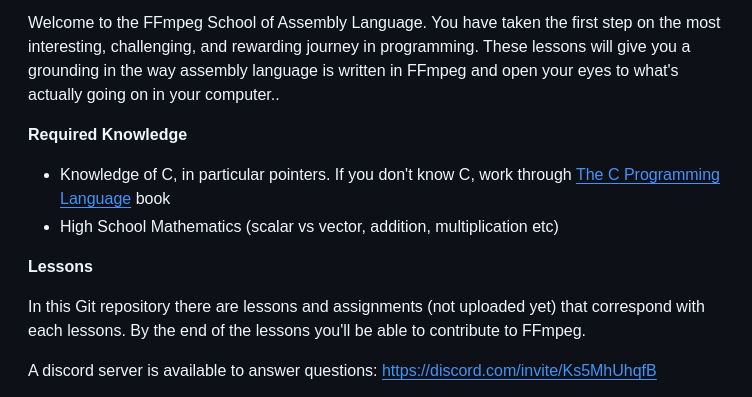 Welcome to the FFmpeg School of Assembly Language. You have taken the first step on the most
interesting, challenging, and rewarding journey in programming. These lessons will give you a
grounding in the way assembly language is written in FFmpeg and open your eyes to what's
actually going on in your computer..
Required Knowledge
• Knowledge of C, in particular pointers. If you don't know C, work through The C Programming
Language book
• High School Mathematics (scalar vs vector, addition, multiplication etc)
Lessons
In this Git repository there are lessons and assignments (not uploaded yet) that correspond with
each lessons. By the end of the lessons you'll be able to contribute to FFmpeg.
A discord server is available to answer questions: https://discord.com/invite/Ks5MhUhqfB